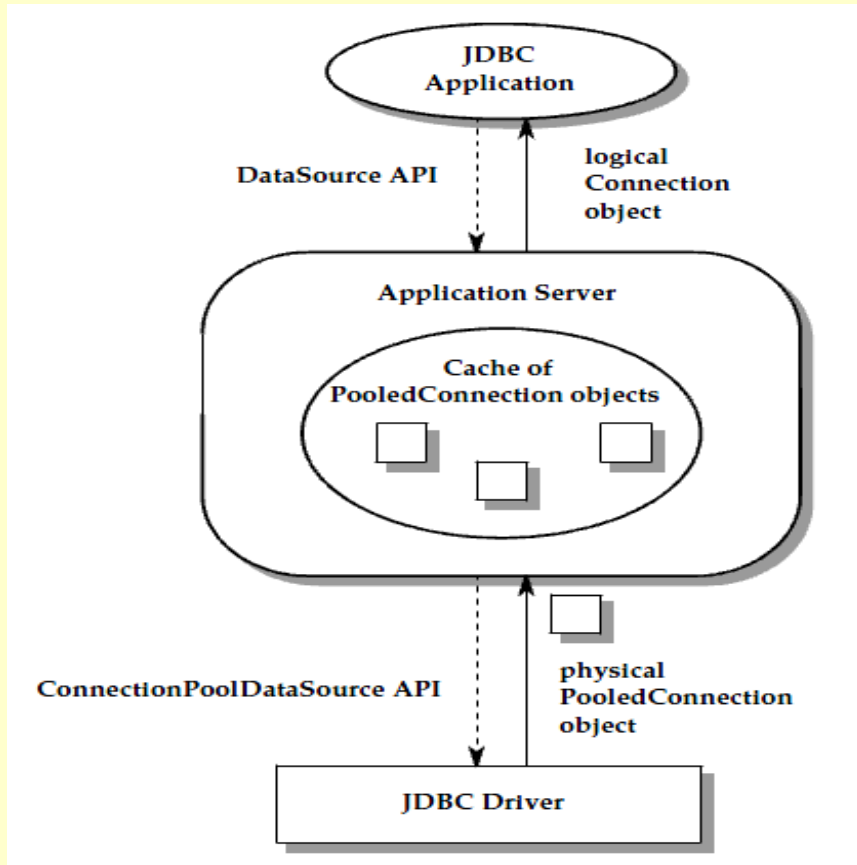 JDBC
Application
DataSource API
logical
Connection
object
Application Server
Cache of
PooledConnection objects
ConnectionPoolDataSource API
physical
PooledConnection
object
JDBC Driver